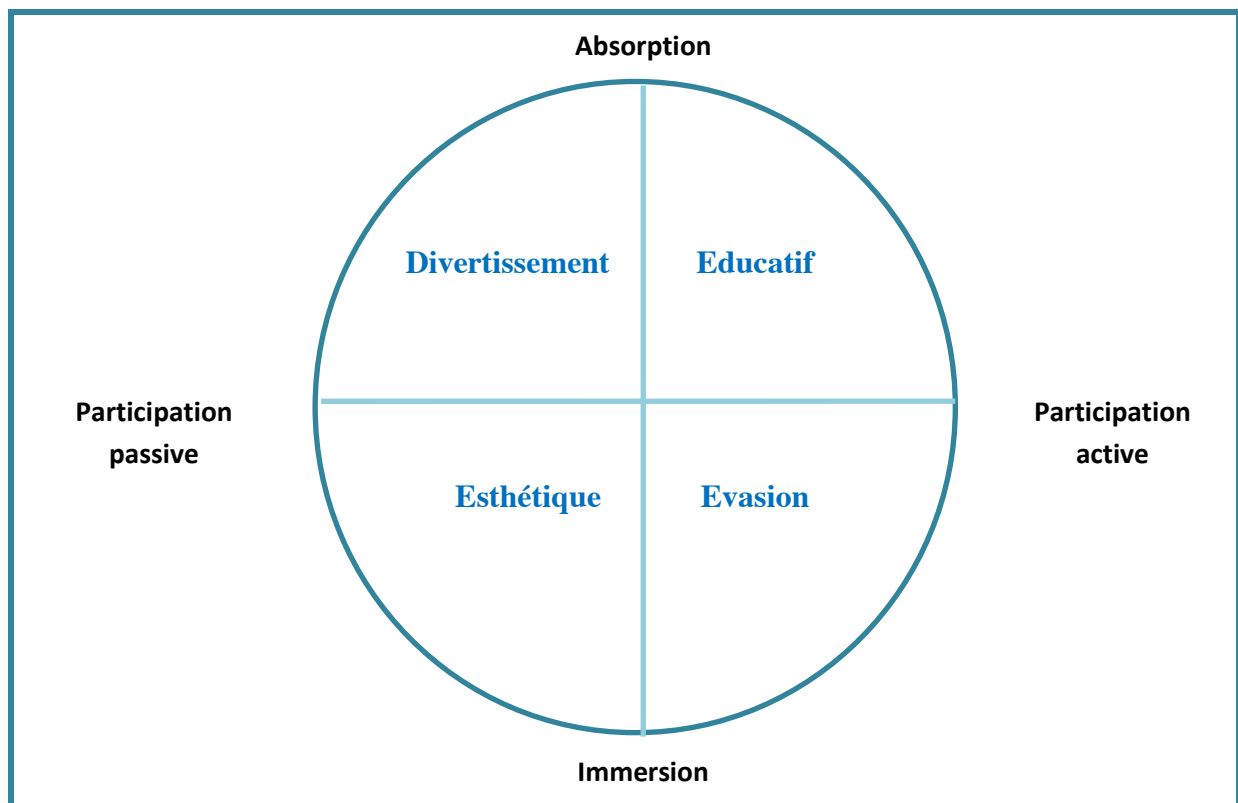 Absorption
Divertissement
Educatif
Participation
passive
Participation
active
Esthétique
Evasion
Immersion